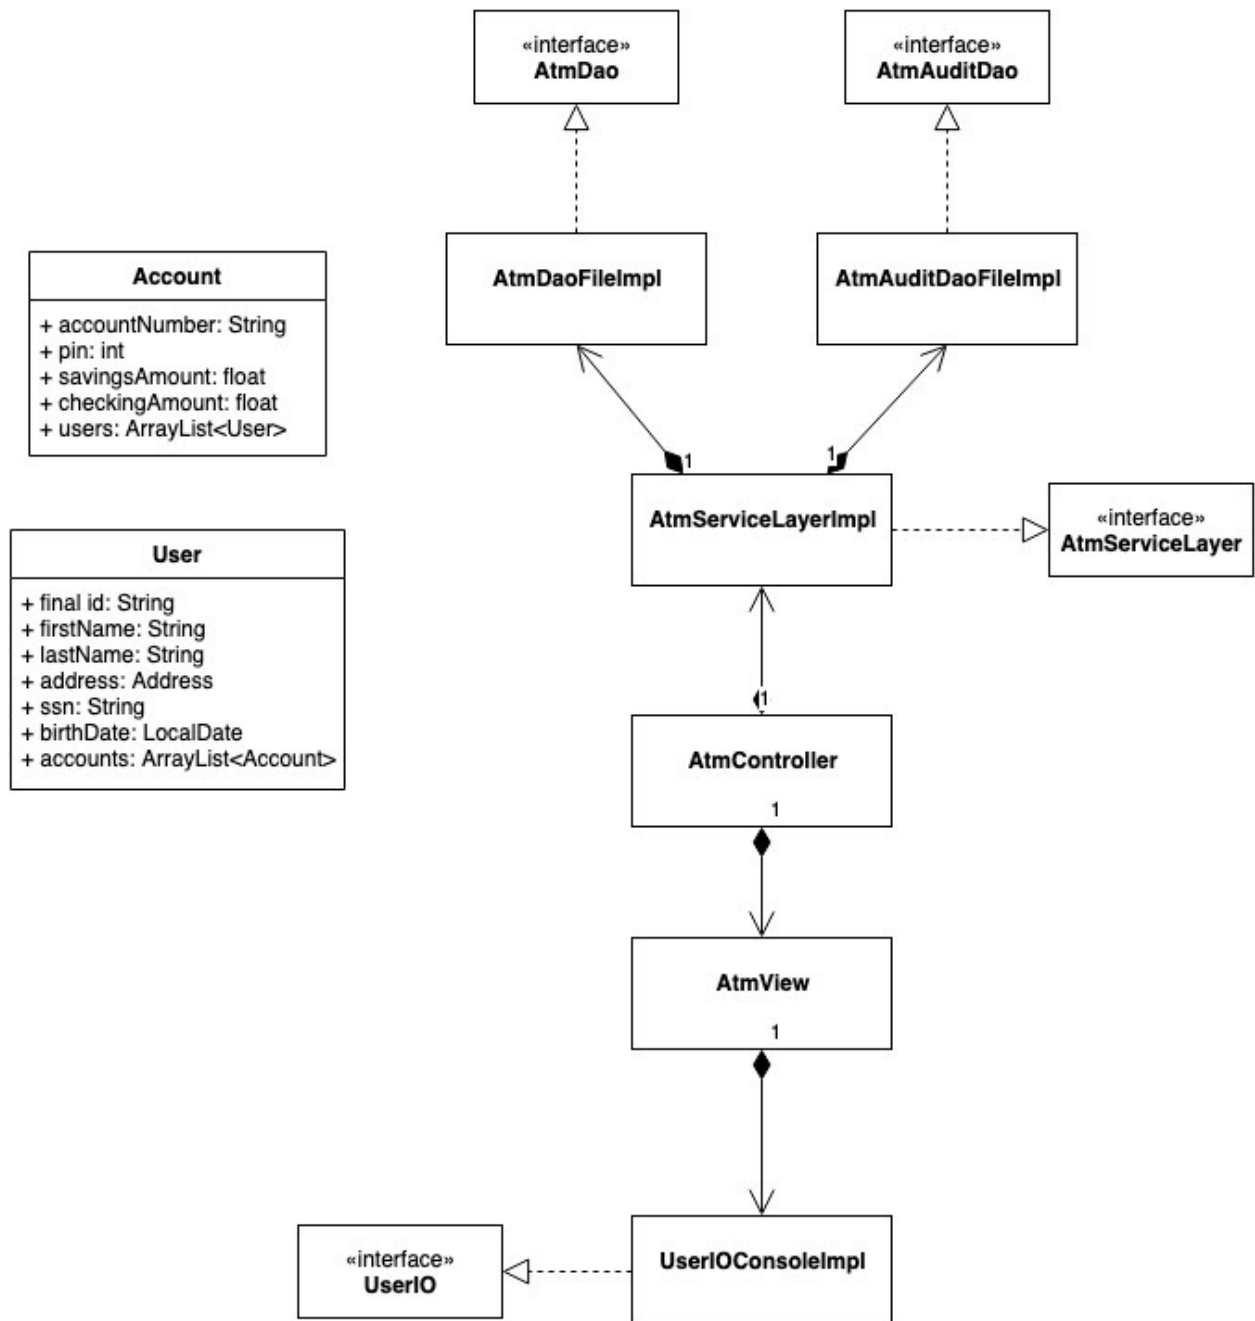 «interface»
AtmDao
«interface»
AtmAuditDao
AtmDaoFileImpl
AtmAuditDaoFileImpl
Account
+ accountNumber: String
+ pin: int
+ savingsAmount: float
+ checkingAmount: float
+ users: ArrayList<User>
1
1
AtmServiceLayerImpl
«interface»
AtmServiceLayer
User
+ final id: String
+ firstName: String
+ lastName: String
+ address: Address
+ ssn: String
+ birthDate: LocalDate
+ accounts: ArrayList<Account>
1
AtmController
1
AtmView
1
«interface»
UserIO
UserIOConsoleImpl